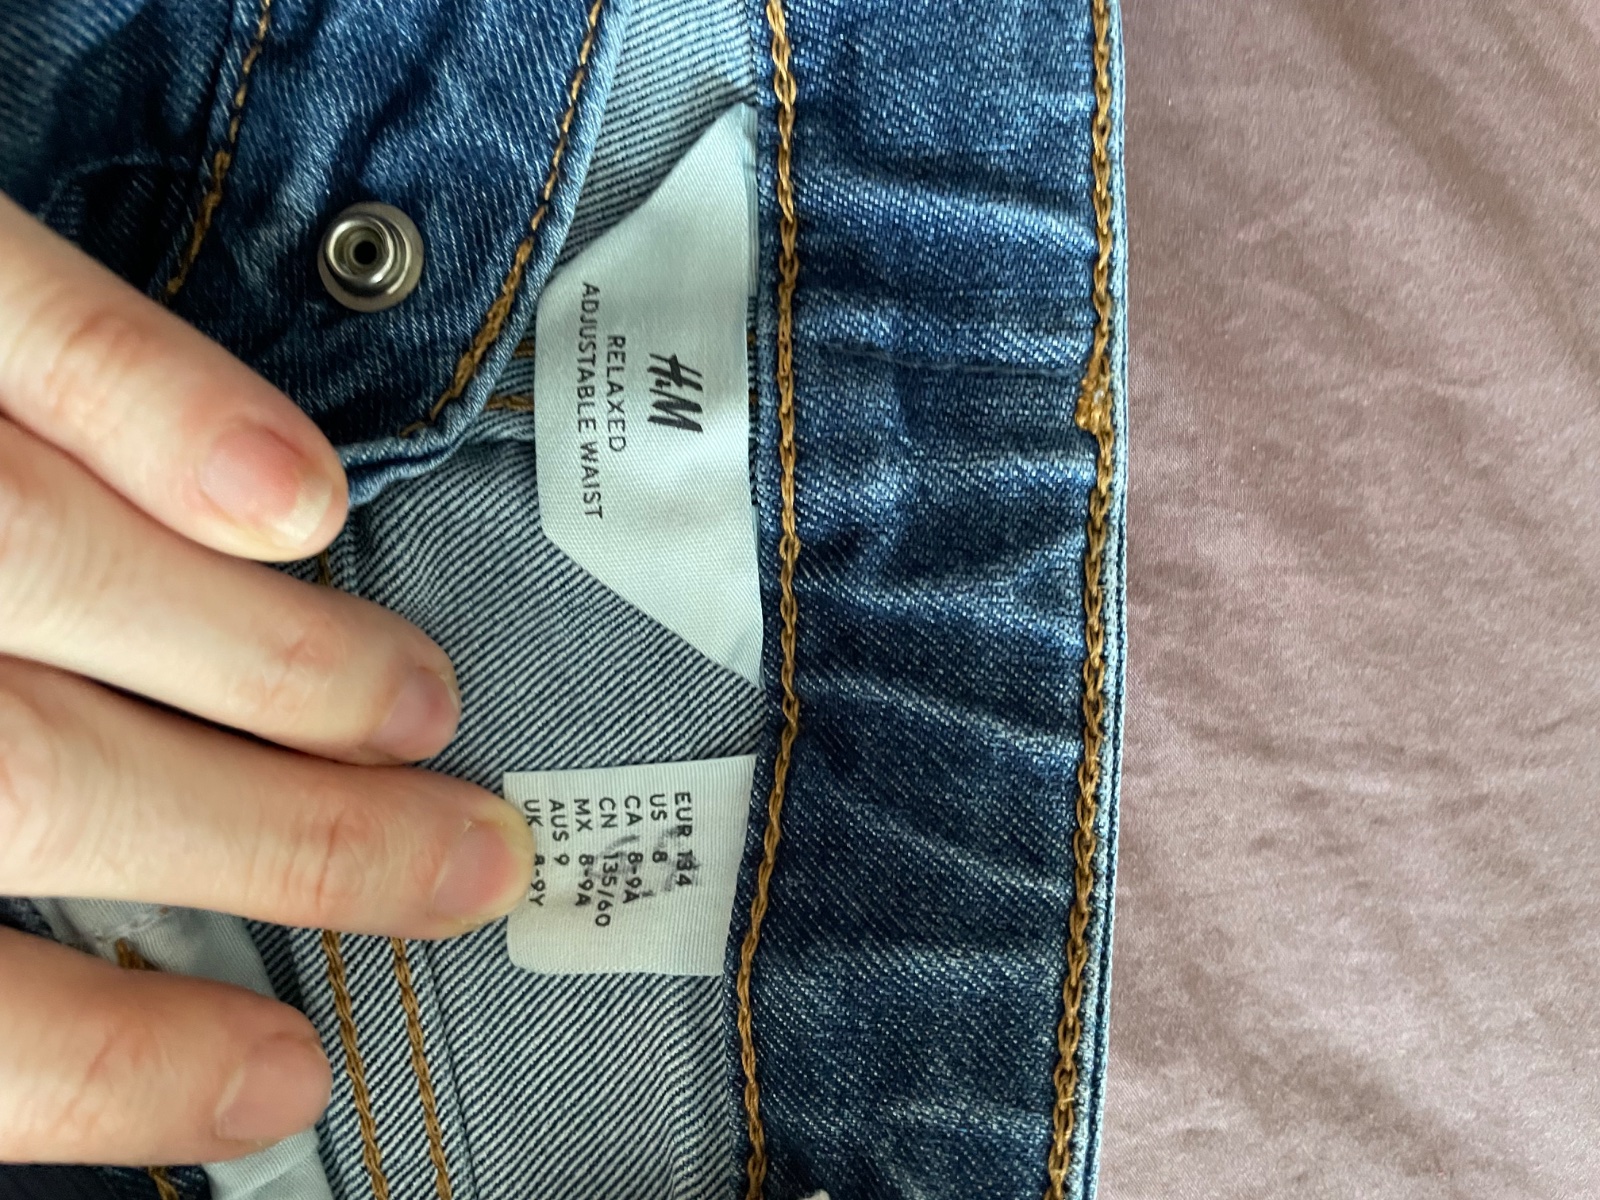 H&M
RELAXED
ADJUSTABLE WAIST
EUR 134
US 8
CA 8-9A
CN 135/60
MX 8-9A
AUS 9
UK 8-9Y